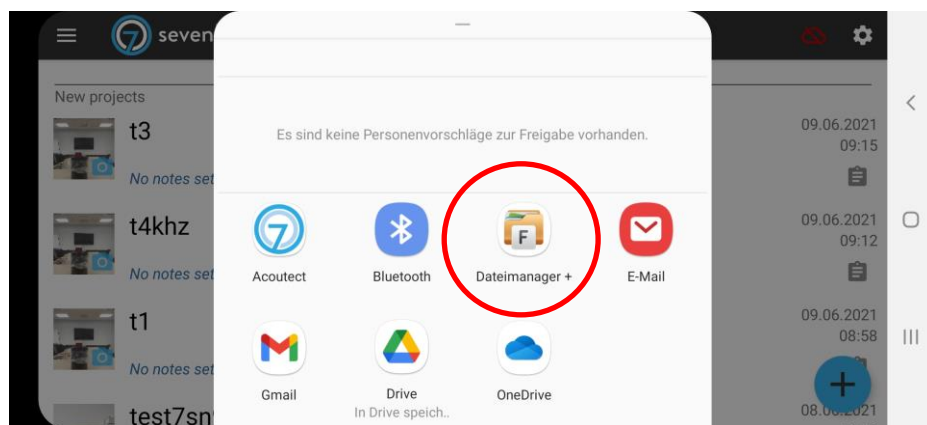 seven
New projects
t3
09.06.2021
09:15
Es sind keine Personenvorschläge zur Freigabe vorhanden.
No notes set
t4khz
09.06.2021
09:12
No notes set
Acoutect
Bluetooth
F
Dateimanager +
E-Mail
t1
09.06.2021
08:58
No notes set
Gmail
Drive
In Drive speich..
OneDrive
test7sn